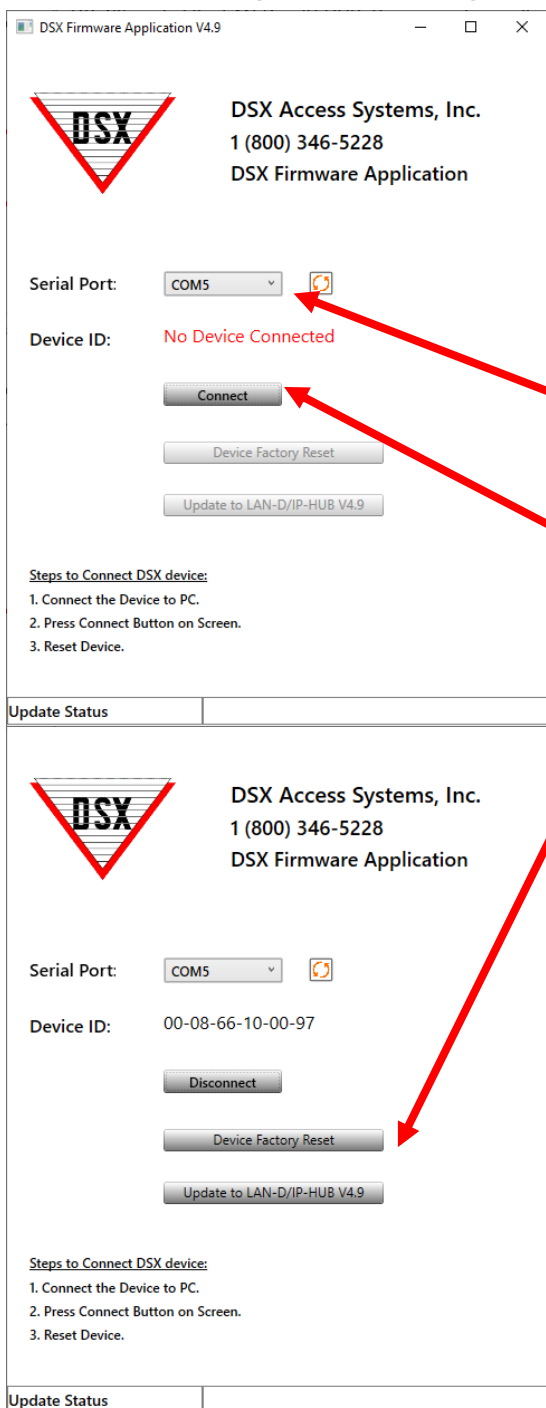 DSX Firmware Application V4.9
DSX
DSX Access Systems, Inc.
1 (800) 346-5228
DSX Firmware Application
Serial Port: COM5
Device ID: No Device Connected
Connect
Device Factory Reset
Update to LAN-D/IP-HUB V4.9
Steps to Connect DSX device:
1. Connect the Device to PC.
2. Press Connect Button on Screen.
3. Reset Device.
Update Status
DSX
DSX Access Systems, Inc.
1 (800) 346-5228
DSX Firmware Application
Serial Port: COM5
Device ID: 00-08-66-10-00-97
Disconnect
Device Factory Reset
Update to LAN-D/IP-HUB V4.9
Steps to Connect DSX device:
1. Connect the Device to PC.
2. Press Connect Button on Screen.
3. Reset Device.
Update Status